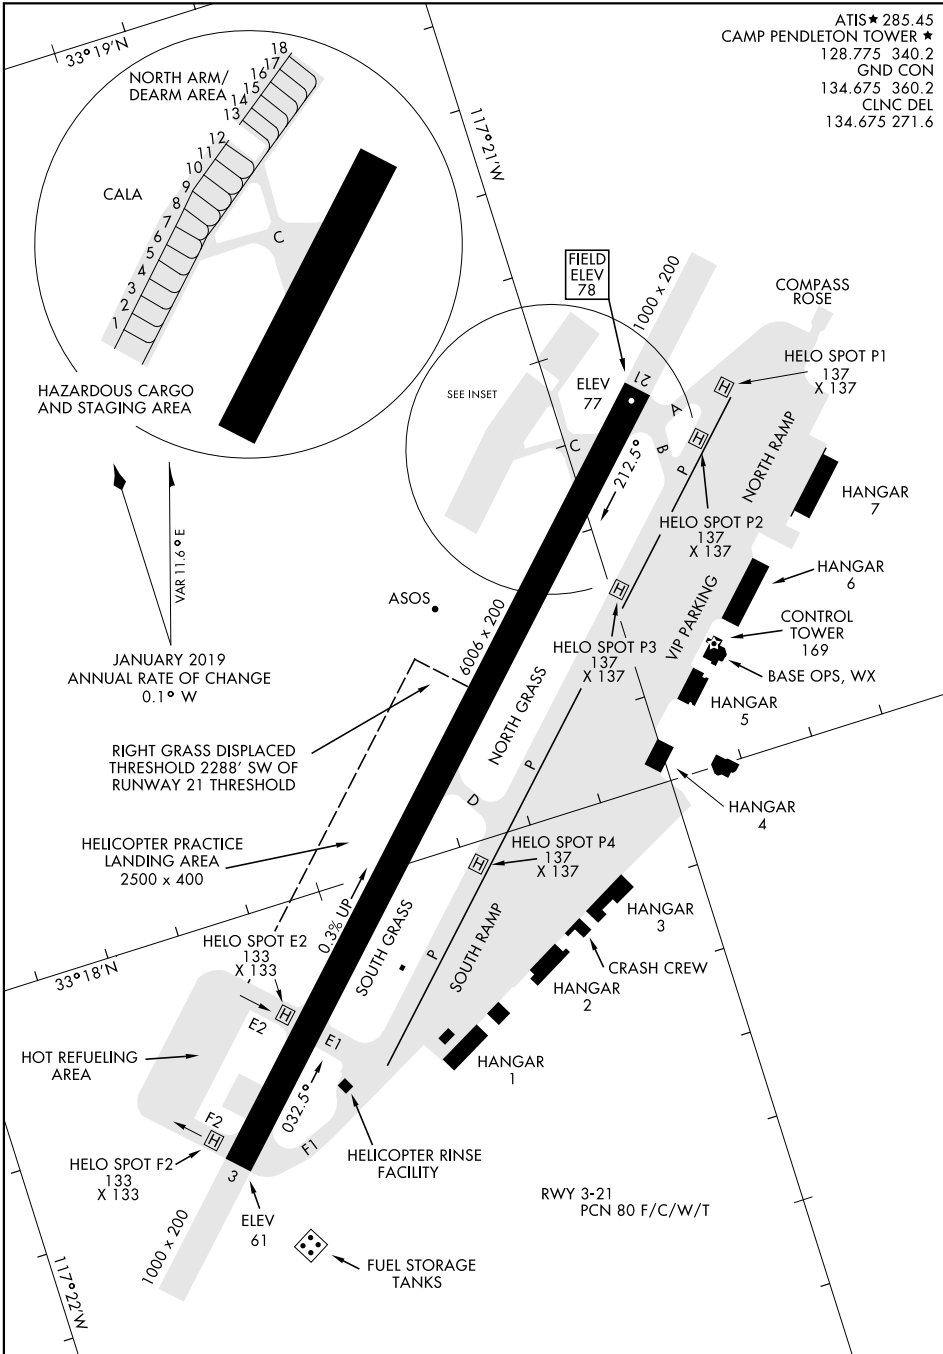 ATIS★ 285.45
CAMP PENDLETON TOWER ★
128.775 340.2
GND CON
134.675 360.2
CLNC DEL
134.675 271.6
33°19'N
117°21'W
NORTH ARM/
DEARM AREA
18
17
16
15
14
13
12
11
10
9
8
7
6
5
4
3
2
1
CALA
C
HAZARDOUS CARGO
AND STAGING AREA
VAR 11.6° E
JANUARY 2019
ANNUAL RATE OF CHANGE
0.1° W
FIELD
ELEV
78
1000 x 200
COMPASS
ROSE
HELO SPOT P1
137
X 137
SEE INSET
ELEV
77
21
A
B
C
P
212.5°
NORTH RAMP
HANGAR
7
HELO SPOT P2
137
X 137
HANGAR
6
VIP PARKING
CONTROL
TOWER
169
BASE OPS, WX
ASOS
6006 x 200
HELO SPOT P3
137
X 137
HANGAR
5
NORTH GRASS
RIGHT GRASS DISPLACED
THRESHOLD 2288' SW OF
RUNWAY 21 THRESHOLD
P
D
HANGAR
4
HELICOPTER PRACTICE
LANDING AREA
2500 x 400
HELO SPOT P4
137
X 137
0.3% UP
HANGAR
3
HELO SPOT E2
133
X 133
SOUTH GRASS
P
SOUTH RAMP
CRASH CREW
HANGAR
2
33°18'N
E2
E1
HOT REFUELING
AREA
HANGAR
1
032.5°
F2
F1
HELICOPTER RINSE
FACILITY
HELO SPOT F2
133
X 133
3
ELEV
61
RWY 3-21
PCN 80 F/C/W/T
1000 x 200
FUEL STORAGE
TANKS
117°22'W
H
H
H
H
H
H